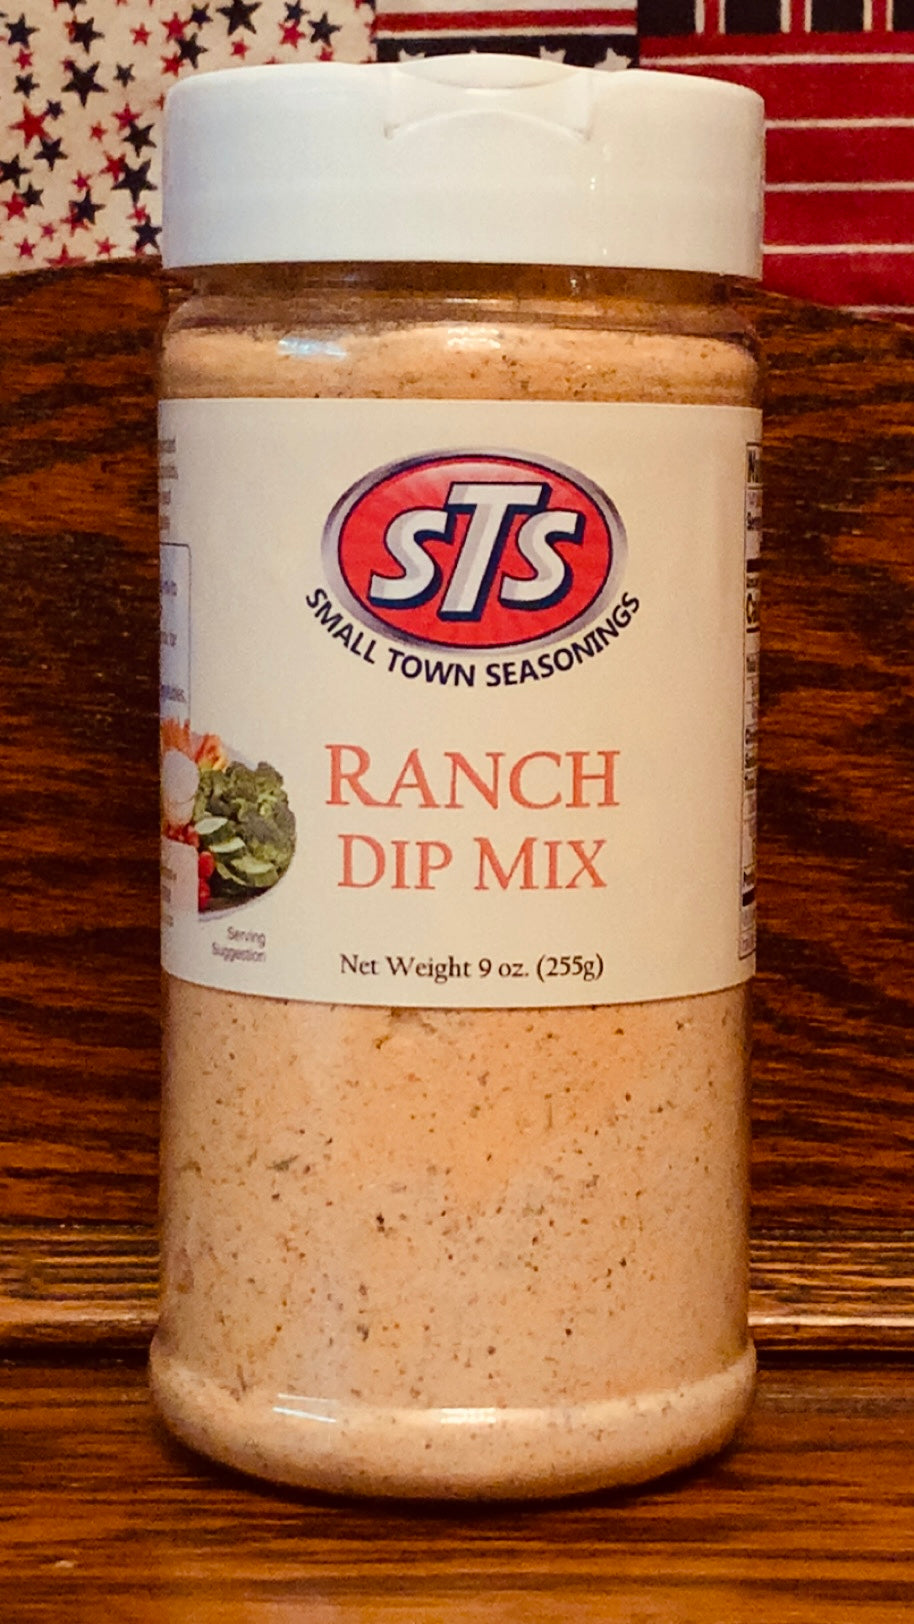 STS
SMALL TOWN SEASONINGS
RANCH
DIP MIX
Serving
Suggestion
Net Weight 9 oz. (255g)